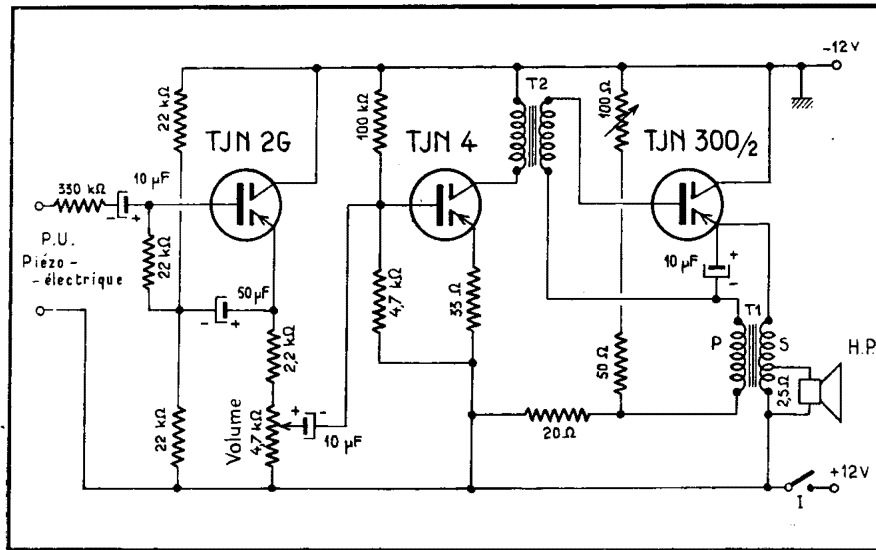 -12V
T2
22 kΩ
100 kΩ
100 Ω
TJN 2G
TJN 4
TJN 300/2
330 kΩ
10 µF
- +
P.U.
Piézo-
-électrique
22 kΩ
50 µF
- +
4,7 kΩ
33 Ω
10 µF
+
-
50 Ω
T1
P
S
H.P.
2,5 Ω
2,2 kΩ
Volume
4,7 kΩ
+ -
10 µF
22 kΩ
20 Ω
+12V
I